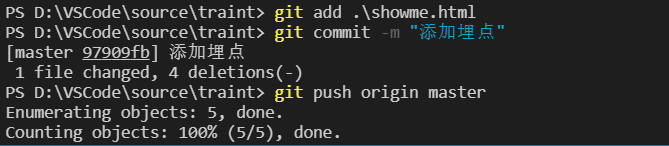 PS D:\VSCode\source\traint> git add .\showme.html
PS D:\VSCode\source\traint> git commit -m "添加埋点"
[master 97909fb] 添加埋点
 1 file changed, 4 deletions(-)
PS D:\VSCode\source\traint> git push origin master
Enumerating objects: 5, done.
Counting objects: 100% (5/5), done.